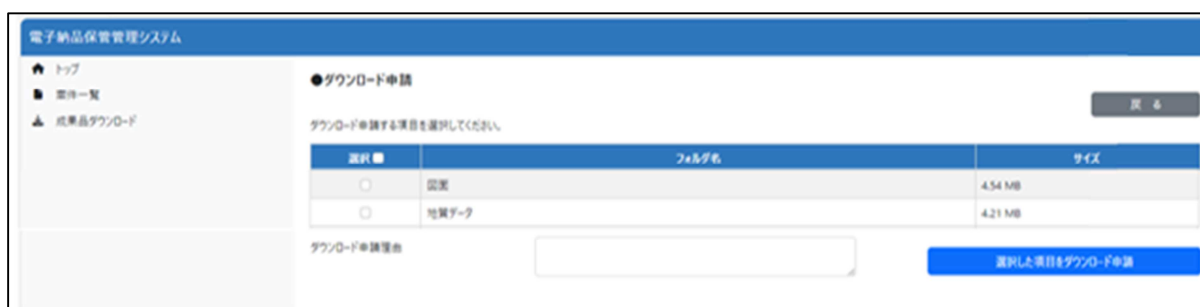 電子納品保管管理システム
トップ
案件一覧
成果品ダウンロード
●ダウンロード申請
戻 る
ダウンロード申請する項目を選択してください。
選択 フォルダ名 サイズ
図面 4.54 MB
地質データ 4.21 MB
ダウンロード申請理由
選択した項目をダウンロード申請